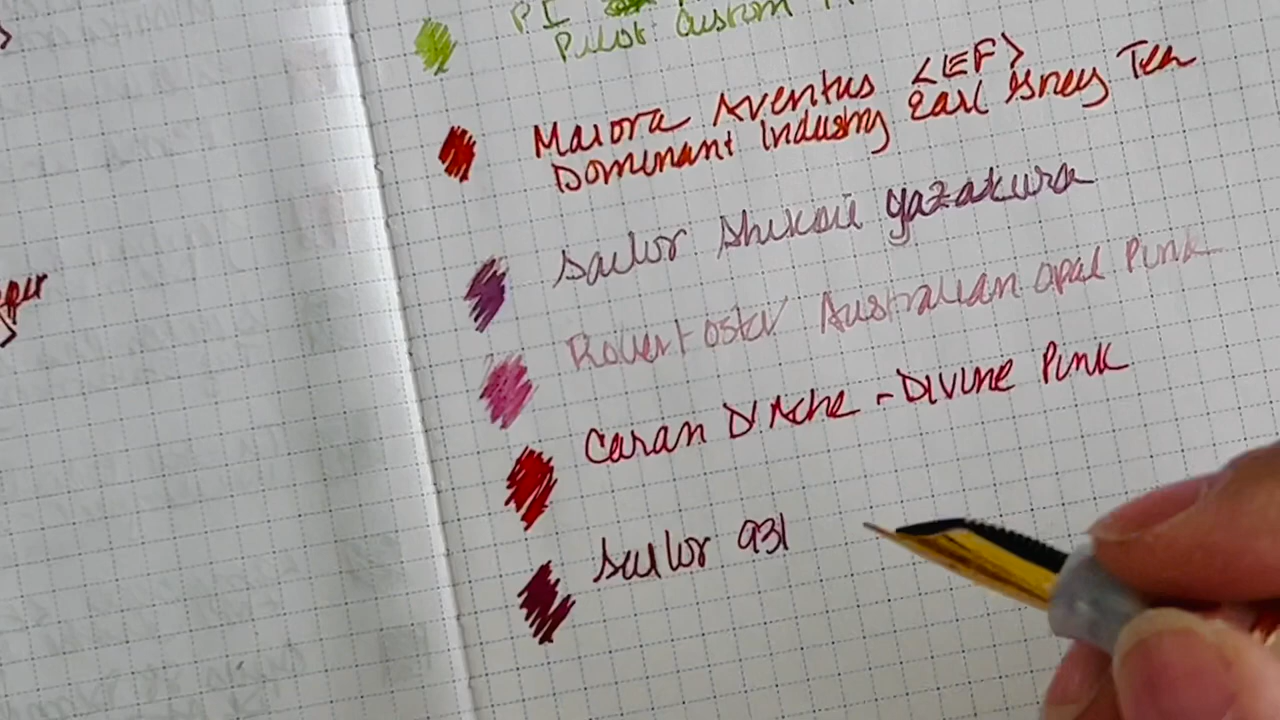 PI
Pilot Custom
Maiora Aventus <EF>
Dominant Industry Earl Grey Tea
Sailor Shikiori Yozakura
Robert Oster Australian Opal Pink
Caran D'Ache - Divine Pink
Sailor 931